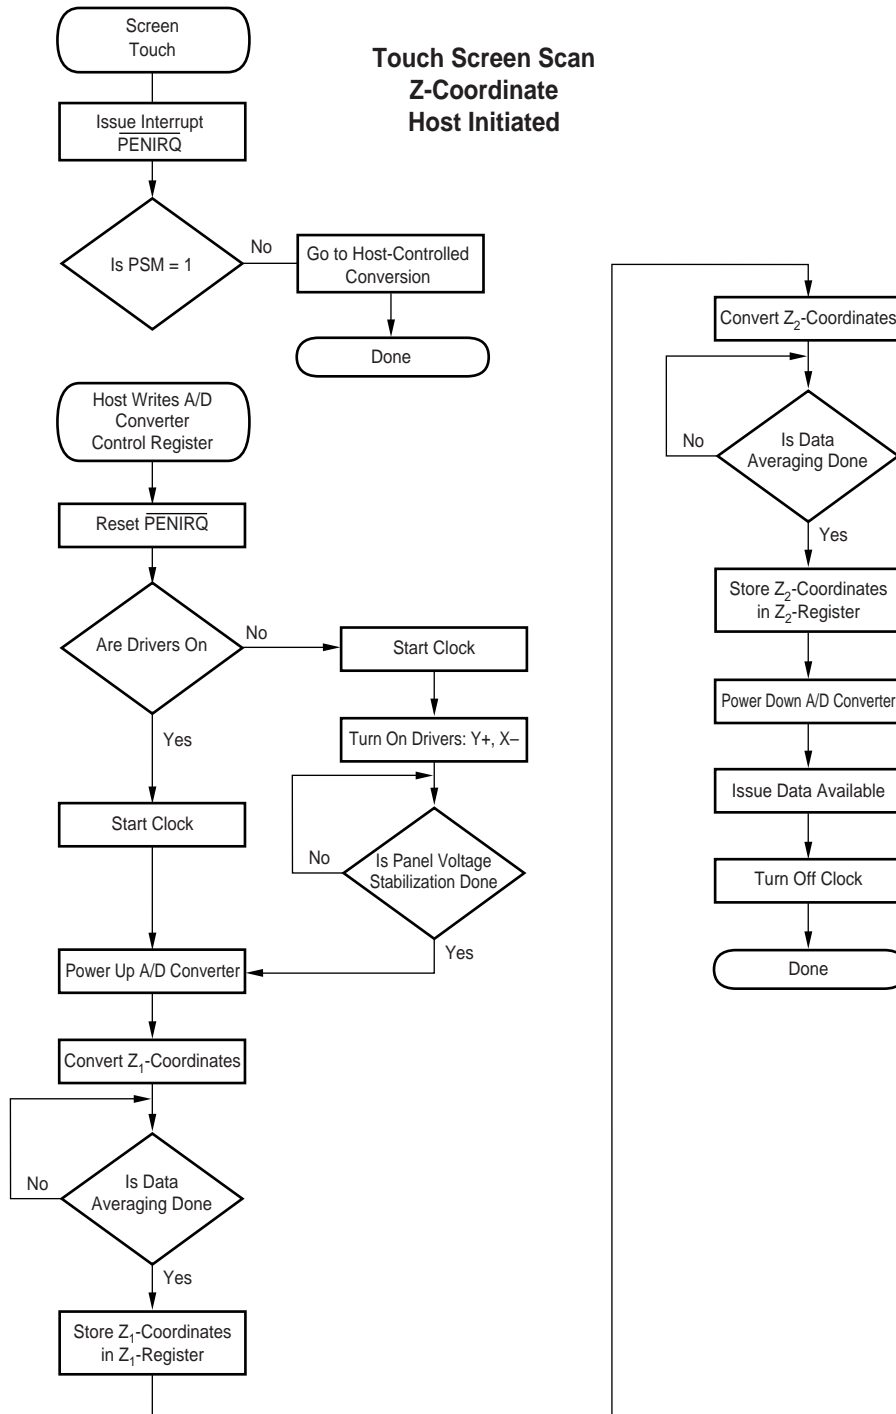 Screen
Touch
Touch Screen Scan
Z-Coordinate
Host Initiated
Issue Interrupt
PENIRQ
Is PSM = 1
No
Go to Host-Controlled
Conversion
Done
Host Writes A/D
Converter
Control Register
Reset PENIRQ
Are Drivers On
No
Start Clock
Yes
Turn On Drivers: Y+, X–
Start Clock
No
Is Panel Voltage
Stabilization Done
Yes
Power Up A/D Converter
Convert Z1-Coordinates
No
Is Data
Averaging Done
Yes
Store Z1-Coordinates
in Z1-Register
Convert Z2-Coordinates
No
Is Data
Averaging Done
Yes
Store Z2-Coordinates
in Z2-Register
Power Down A/D Converter
Issue Data Available
Turn Off Clock
Done